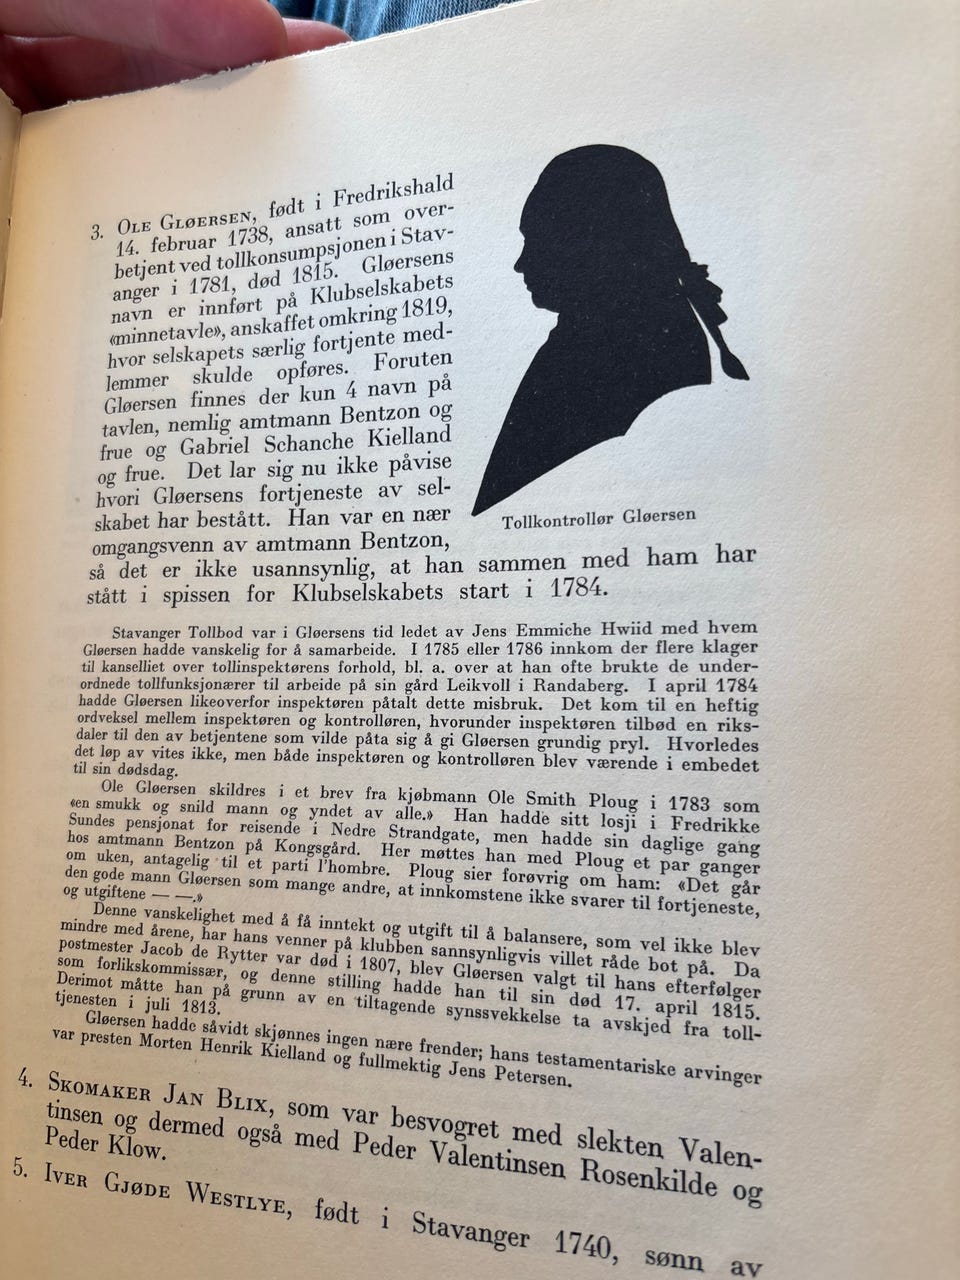 3. OLE GLØERSEN, født i Fredrikshald
14. februar 1738, ansatt som over-
betjent ved tollkonsumpsjonen i Stav-
anger i 1781, død 1815. Gløersens
navn er innført på Klubselskabets
«minnetavle», anskaffet omkring 1819,
hvor selskapets særlig fortjente med-
lemmer skulde opføres. Foruten
Gløersen finnes der kun 4 navn på
tavlen, nemlig amtmann Bentzon og
frue og Gabriel Schanche Kielland
og frue. Det lar sig nu ikke påvise
hvori Gløersens fortjeneste av sel-
skabet har bestått. Han var en nær
omgangsvenn av amtmann Bentzon,
så det er ikke usannsynlig, at han sammen med ham har
stått i spissen for Klubselskabets start i 1784.
Tollkontrollør Gløersen
Stavanger Tollbod var i Gløersens tid ledet av Jens Emmiche Hwiid med hvem
Gløersen hadde vanskelig for å samarbeide. I 1785 eller 1786 innkom der flere klager
til kanselliet over tollinspektørens forhold, bl. a. over at han ofte brukte de under-
ordnede tollfunksjonærer til arbeide på sin gård Leikvoll i Randaberg. I april 1784
hadde Gløersen likeoverfor inspektøren påtalt dette misbruk. Det kom til en heftig
ordveksel mellem inspektøren og kontrolløren, hvorunder inspektøren tilbød en riks-
daler til den av betjentene som vilde påta sig å gi Gløersen grundig pryl. Hvorledes
det løp av vites ikke, men både inspektøren og kontrolløren blev værende i embedet
til sin dødsdag.
Ole Gløersen skildres i et brev fra kjøbmann Ole Smith Ploug i 1783 som
«en smukk og snild mann og yndet av alle.» Han hadde sitt losji i Fredrikke
Sundes pensjonat for reisende i Nedre Strandgate, men hadde sin daglige gang
hos amtmann Bentzon på Kongsgård. Her møttes han med Ploug et par ganger
om uken, antagelig til et parti l'hombre. Ploug sier forøvrig om ham: «Det går
den gode mann Gløersen som mange andre, at innkomstene ikke svarer til fortjeneste,
og utgiftene — —.»
Denne vanskelighet med å få inntekt og utgift til å balansere, som vel ikke blev
mindre med årene, har hans venner på klubben sannsynligvis villet råde bot på. Da
postmester Jacob de Rytter var død i 1807, blev Gløersen valgt til hans efterfølger
som forlikskommissær, og denne stilling hadde han til sin død 17. april 1815.
Derimot måtte han på grunn av en tiltagende synssvekkelse ta avskjed fra toll-
tjenesten i juli 1813.
Gløersen hadde såvidt skjønnes ingen nære frender; hans testamentariske arvinger
var presten Morten Henrik Kielland og fullmektig Jens Petersen.
4. SKOMAKER JAN BLIX, som var besvogret med slekten Valen-
tinsen og dermed også med Peder Valentinsen Rosenkilde og
Peder Klow.
5. IVER GJØDE WESTLYE, født i Stavanger 1740, sønn av